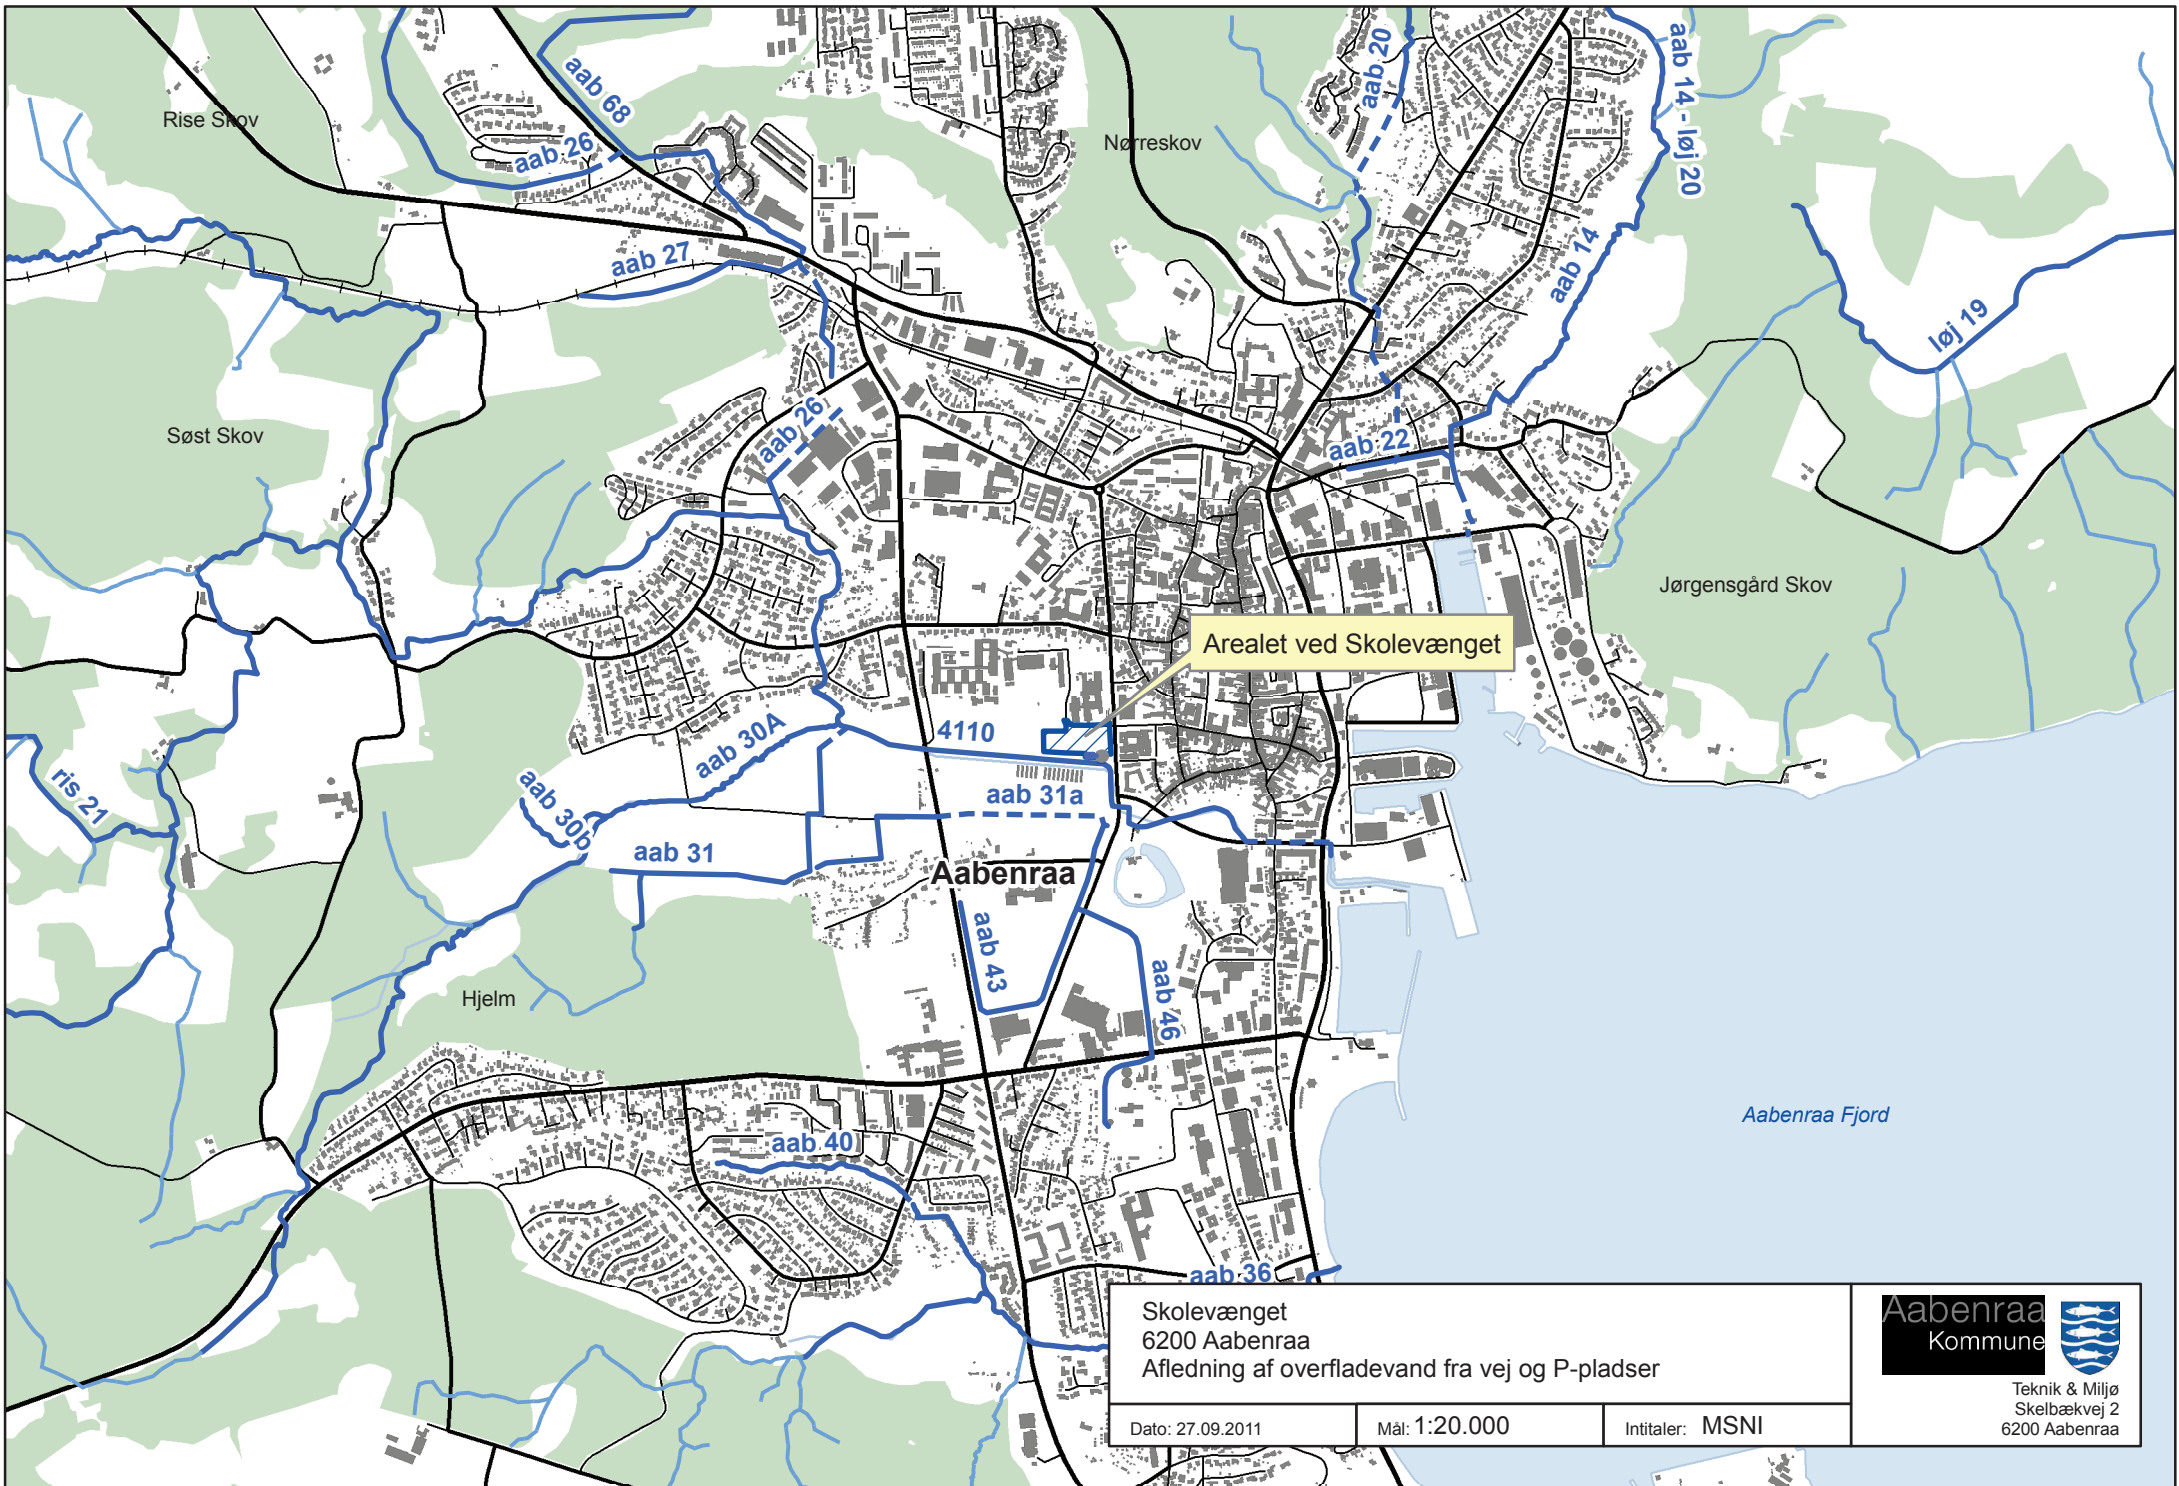 aab 20
aab 14 - løj 20
aab 68
Rise Skov
Nørreskov
aab 26
aab 27
aab 14
løj 19
Søst Skov
aab 26
aab 22
Jørgensgård Skov
Arealet ved Skolevænget
aab 30A
4110
ris 21
aab 30b
aab 31a
aab 31
Aabenraa
aab 43
aab 46
Hjelm
Aabenraa Fjord
aab 40
aab 36
Skolevænget
6200 Aabenraa
Afledning af overfladevand fra vej og P-pladser
Dato: 27.09.2011
Mål: 1:20.000
Intitaler: MSNI
Aabenraa
Kommune
Teknik & Miljø
Skelbækvej 2
6200 Aabenraa